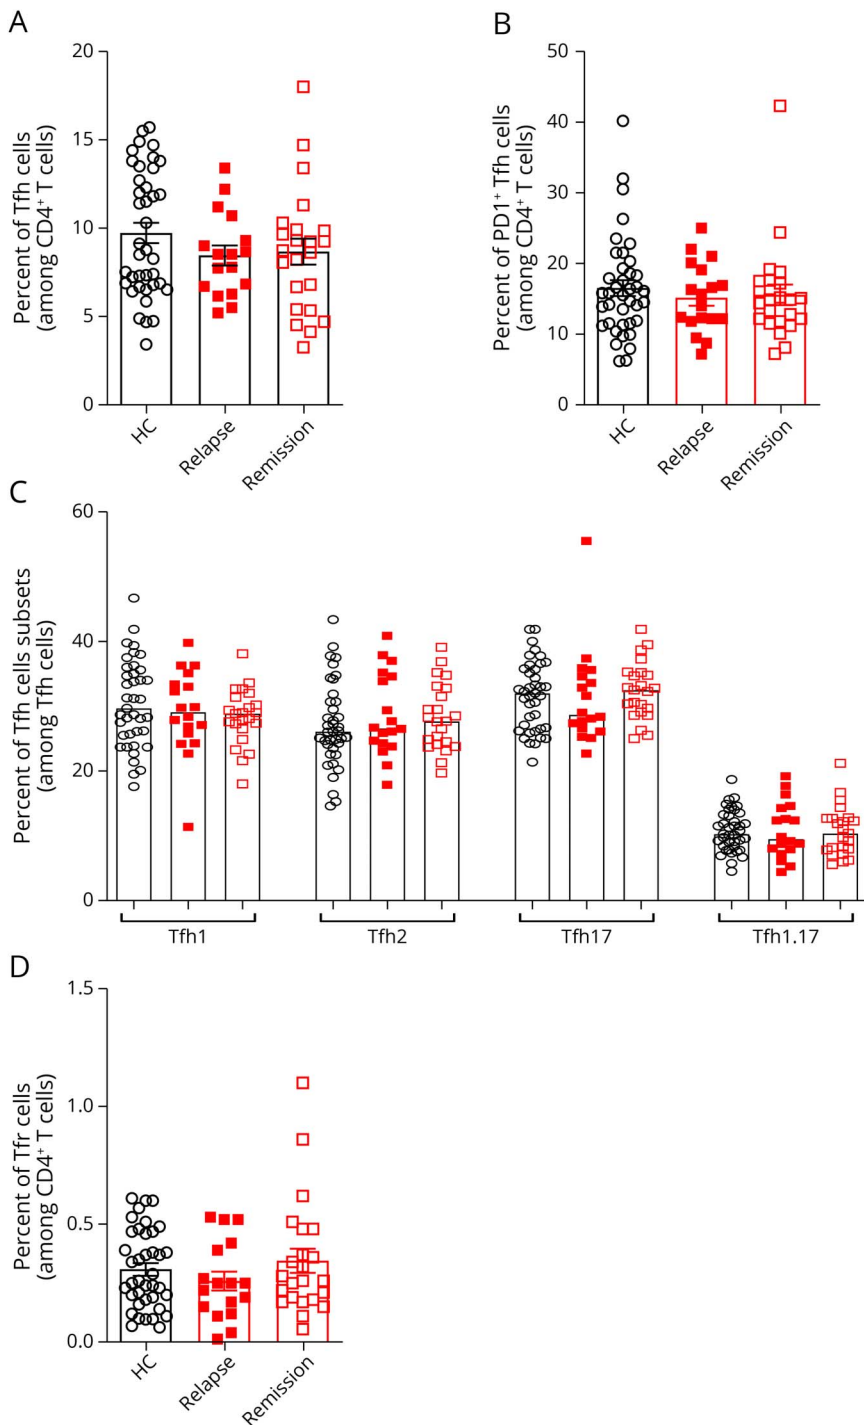 A
Percent of Tfh cells
(among CD4⁺ T cells)
20
15
10
5
0
HC
Relapse
Remission
B
Percent of PD1⁺ Tfh cells
(among CD4⁺ T cells)
50
40
30
20
10
0
HC
Relapse
Remission
C
Percent of Tfh cells subsets
(among Tfh cells)
60
40
20
0
Tfh1
Tfh2
Tfh17
Tfh1.17
D
Percent of Tfr cells
(among CD4⁺ T cells)
1.5
1.0
0.5
0.0
HC
Relapse
Remission